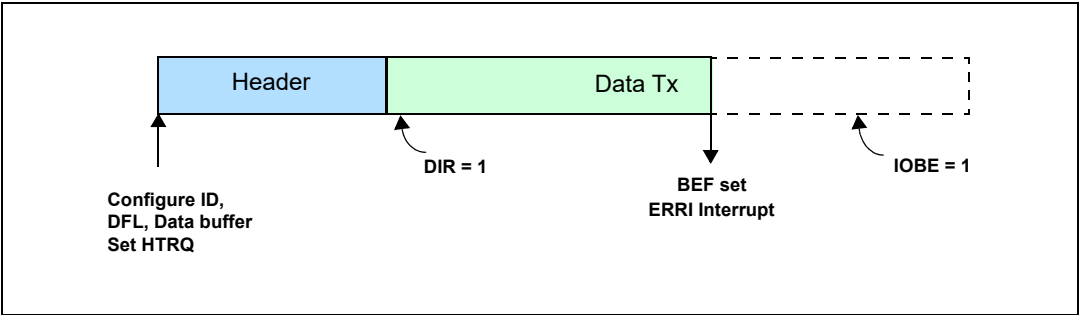 Header
Data Tx
DIR = 1
IOBE = 1
Configure ID,
DFL, Data buffer
Set HTRQ
BEF set
ERRI Interrupt